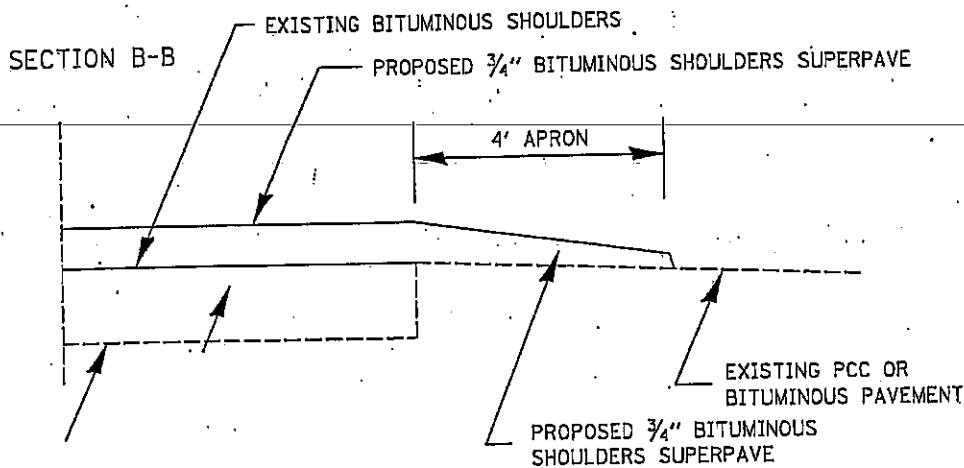 EXISTING BITUMINOUS SHOULDERS
SECTION B-B
PROPOSED 3/4" BITUMINOUS SHOULDERS SUPERPAVE
4' APRON
EXISTING PCC OR
BITUMINOUS PAVEMENT
PROPOSED 3/4" BITUMINOUS
SHOULDERS SUPERPAVE